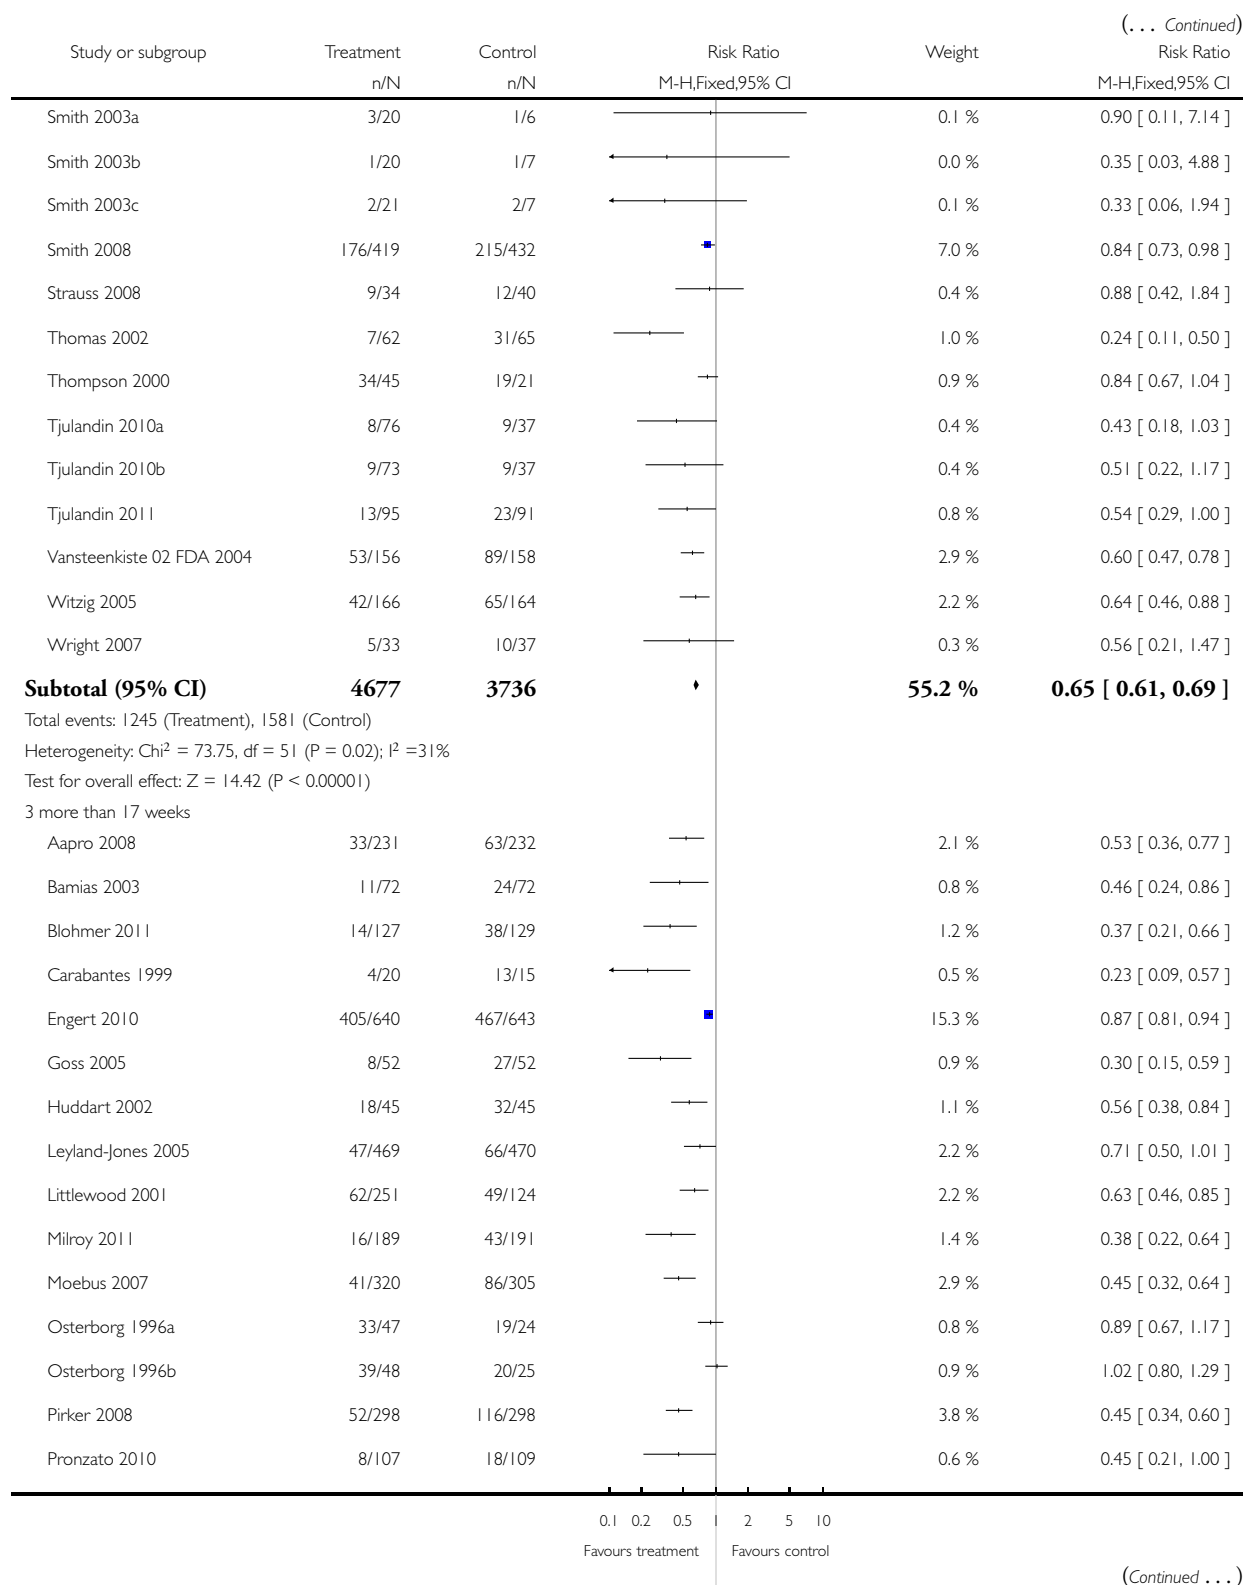 (... Continued)
Study or subgroup Treatment Control Risk Ratio Weight Risk Ratio
n/N n/N M-H,Fixed,95% CI M-H,Fixed,95% CI
Smith 2003a 3/20 1/6 0.1 % 0.90 [ 0.11, 7.14 ]
Smith 2003b 1/20 1/7 0.0 % 0.35 [ 0.03, 4.88 ]
Smith 2003c 2/21 2/7 0.1 % 0.33 [ 0.06, 1.94 ]
Smith 2008 176/419 215/432 7.0 % 0.84 [ 0.73, 0.98 ]
Strauss 2008 9/34 12/40 0.4 % 0.88 [ 0.42, 1.84 ]
Thomas 2002 7/62 31/65 1.0 % 0.24 [ 0.11, 0.50 ]
Thompson 2000 34/45 19/21 0.9 % 0.84 [ 0.67, 1.04 ]
Tjulandin 2010a 8/76 9/37 0.4 % 0.43 [ 0.18, 1.03 ]
Tjulandin 2010b 9/73 9/37 0.4 % 0.51 [ 0.22, 1.17 ]
Tjulandin 2011 13/95 23/91 0.8 % 0.54 [ 0.29, 1.00 ]
Vansteenkiste 02 FDA 2004 53/156 89/158 2.9 % 0.60 [ 0.47, 0.78 ]
Witzig 2005 42/166 65/164 2.2 % 0.64 [ 0.46, 0.88 ]
Wright 2007 5/33 10/37 0.3 % 0.56 [ 0.21, 1.47 ]
Subtotal (95% CI) 4677 3736 55.2 % 0.65 [ 0.61, 0.69 ]
Total events: 1245 (Treatment), 1581 (Control)
Heterogeneity: Chi² = 73.75, df = 51 (P = 0.02); I² =31%
Test for overall effect: Z = 14.42 (P < 0.00001)
3 more than 17 weeks
Aapro 2008 33/231 63/232 2.1 % 0.53 [ 0.36, 0.77 ]
Bamias 2003 11/72 24/72 0.8 % 0.46 [ 0.24, 0.86 ]
Blohmer 2011 14/127 38/129 1.2 % 0.37 [ 0.21, 0.66 ]
Carabantes 1999 4/20 13/15 0.5 % 0.23 [ 0.09, 0.57 ]
Engert 2010 405/640 467/643 15.3 % 0.87 [ 0.81, 0.94 ]
Goss 2005 8/52 27/52 0.9 % 0.30 [ 0.15, 0.59 ]
Huddart 2002 18/45 32/45 1.1 % 0.56 [ 0.38, 0.84 ]
Leyland-Jones 2005 47/469 66/470 2.2 % 0.71 [ 0.50, 1.01 ]
Littlewood 2001 62/251 49/124 2.2 % 0.63 [ 0.46, 0.85 ]
Milroy 2011 16/189 43/191 1.4 % 0.38 [ 0.22, 0.64 ]
Moebus 2007 41/320 86/305 2.9 % 0.45 [ 0.32, 0.64 ]
Osterborg 1996a 33/47 19/24 0.8 % 0.89 [ 0.67, 1.17 ]
Osterborg 1996b 39/48 20/25 0.9 % 1.02 [ 0.80, 1.29 ]
Pirker 2008 52/298 116/298 3.8 % 0.45 [ 0.34, 0.60 ]
Pronzato 2010 8/107 18/109 0.6 % 0.45 [ 0.21, 1.00 ]
0.1 0.2 0.5 1 2 5 10
Favours treatment Favours control
(Continued ...)